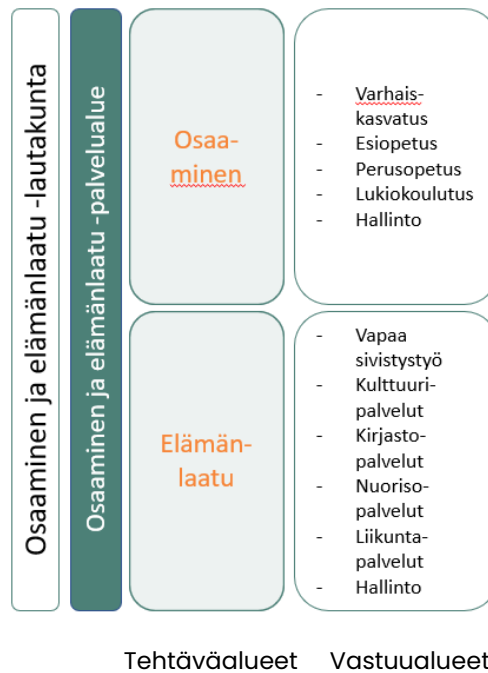 Osaaminen ja elämänlaatu -lautakunta
Osaaminen ja elämänlaatu -palvelualue
Osaa-
minen
- Varhais-
kasvatus
- Esiopetus
- Perusopetus
- Lukiokoulutus
- Hallinto
Elämän-
laatu
- Vapaa
sivistystyö
- Kulttuuri-
palvelut
- Kirjasto-
palvelut
- Nuoriso-
palvelut
- Liikunta-
palvelut
- Hallinto
Tehtäväalueet Vastuualueet